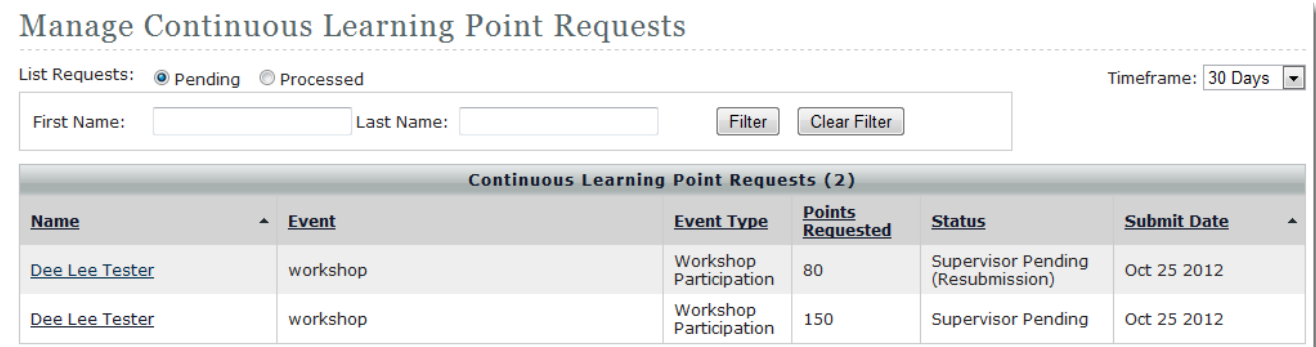 Manage Continuous Learning Point Requests
List Requests: Pending Processed Timeframe: 30 Days
First Name: Last Name: Filter Clear Filter
Continuous Learning Point Requests (2)
Name Event Event Type Points Requested Status Submit Date
Dee Lee Tester workshop Workshop Participation 80 Supervisor Pending (Resubmission) Oct 25 2012
Dee Lee Tester workshop Workshop Participation 150 Supervisor Pending Oct 25 2012